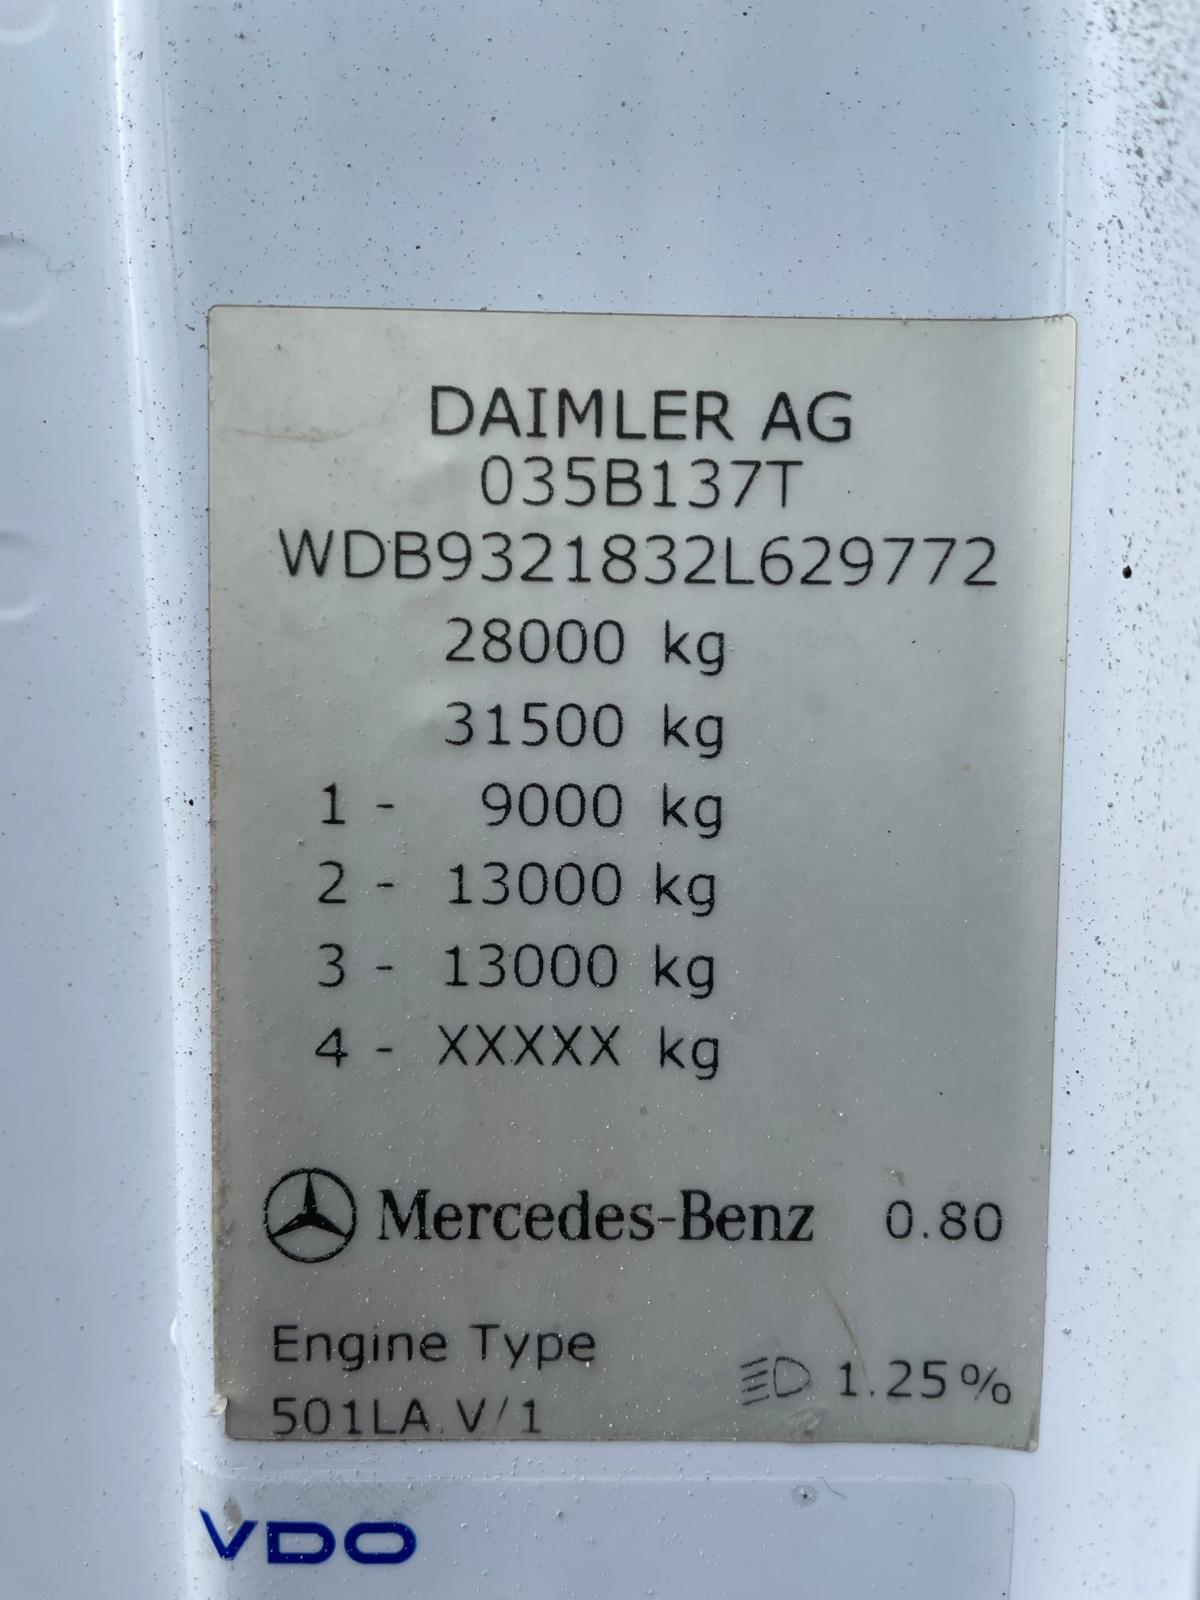 DAIMLER AG
035B137T
WDB9321832L629772
28000 kg
31500 kg
1 - 9000 kg
2 - 13000 kg
3 - 13000 kg
4 - XXXXX kg
Mercedes-Benz 0.80
Engine Type
501LA.V/1
1.25%
VDO